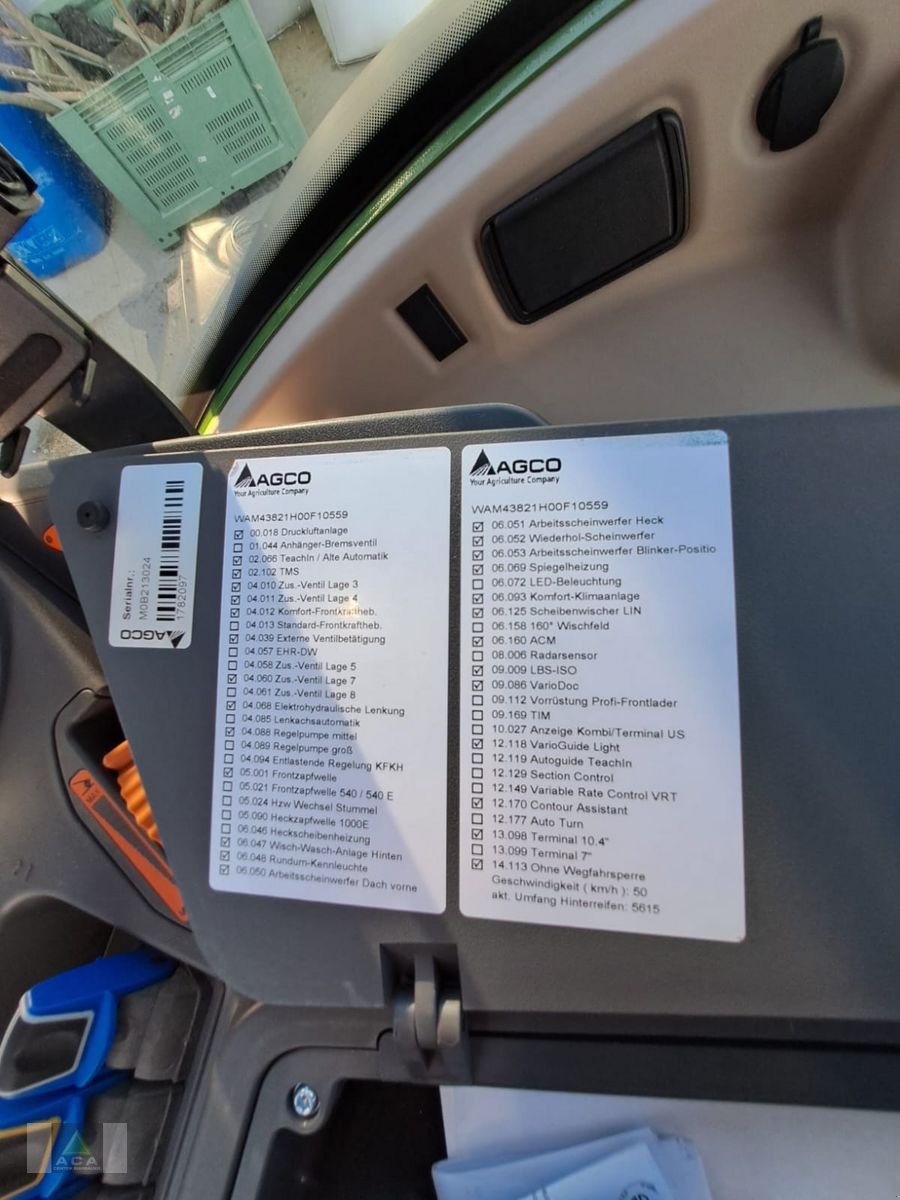 Serialnr.:
M0B213024
1782097
AGCO
AGCO
Your Agriculture Company
WAM43821H00F10559
☑ 00.018 Druckluftanlage
☐ 01.044 Anhänger-Bremsventil
☑ 02.066 TeachIn / Alte Automatik
☑ 02.102 TMS
☑ 04.010 Zus.-Ventil Lage 3
☑ 04.011 Zus.-Ventil Lage 4
☑ 04.012 Komfort-Frontkraftheb.
☐ 04.013 Standard-Frontkraftheb.
☑ 04.039 Externe Ventilbetätigung
☐ 04.057 EHR-DW
☐ 04.058 Zus.-Ventil Lage 5
☑ 04.060 Zus.-Ventil Lage 7
☐ 04.061 Zus.-Ventil Lage 8
☑ 04.068 Elektrohydraulische Lenkung
☐ 04.085 Lenkachsautomatik
☑ 04.088 Regelpumpe mittel
☐ 04.089 Regelpumpe groß
☐ 04.094 Entlastende Regelung KFKH
☑ 05.001 Frontzapfwelle
☐ 05.021 Frontzapfwelle 540 / 540 E
☐ 05.024 Hzw Wechsel Stummel
☐ 05.090 Heckzapfwelle 1000E
☐ 06.046 Heckscheibenheizung
☑ 06.047 Wisch-Wasch-Anlage Hinten
☑ 06.048 Rundum-Kennleuchte
☑ 06.050 Arbeitsscheinwerfer Dach vorne
AGCO
Your Agriculture Company
WAM43821H00F10559
☑ 06.051 Arbeitsscheinwerfer Heck
☑ 06.052 Wiederhol-Scheinwerfer
☑ 06.053 Arbeitsscheinwerfer Blinker-Positio
☑ 06.069 Spiegelheizung
☐ 06.072 LED-Beleuchtung
☑ 06.093 Komfort-Klimaanlage
☑ 06.125 Scheibenwischer LIN
☐ 06.158 160° Wischfeld
☑ 06.160 ACM
☐ 08.006 Radarsensor
☑ 09.009 LBS-ISO
☑ 09.086 VarioDoc
☐ 09.112 Vorrüstung Profi-Frontlader
☐ 09.169 TIM
☐ 10.027 Anzeige Kombi/Terminal US
☑ 12.118 VarioGuide Light
☐ 12.119 Autoguide TeachIn
☐ 12.129 Section Control
☐ 12.149 Variable Rate Control VRT
☑ 12.170 Contour Assistant
☐ 12.177 Auto Turn
☑ 13.098 Terminal 10.4"
☐ 13.099 Terminal 7"
☑ 14.113 Ohne Wegfahrsperre
Geschwindigkeit ( km/h ): 50
akt. Umfang Hinterreifen: 5615
MAX
ACA